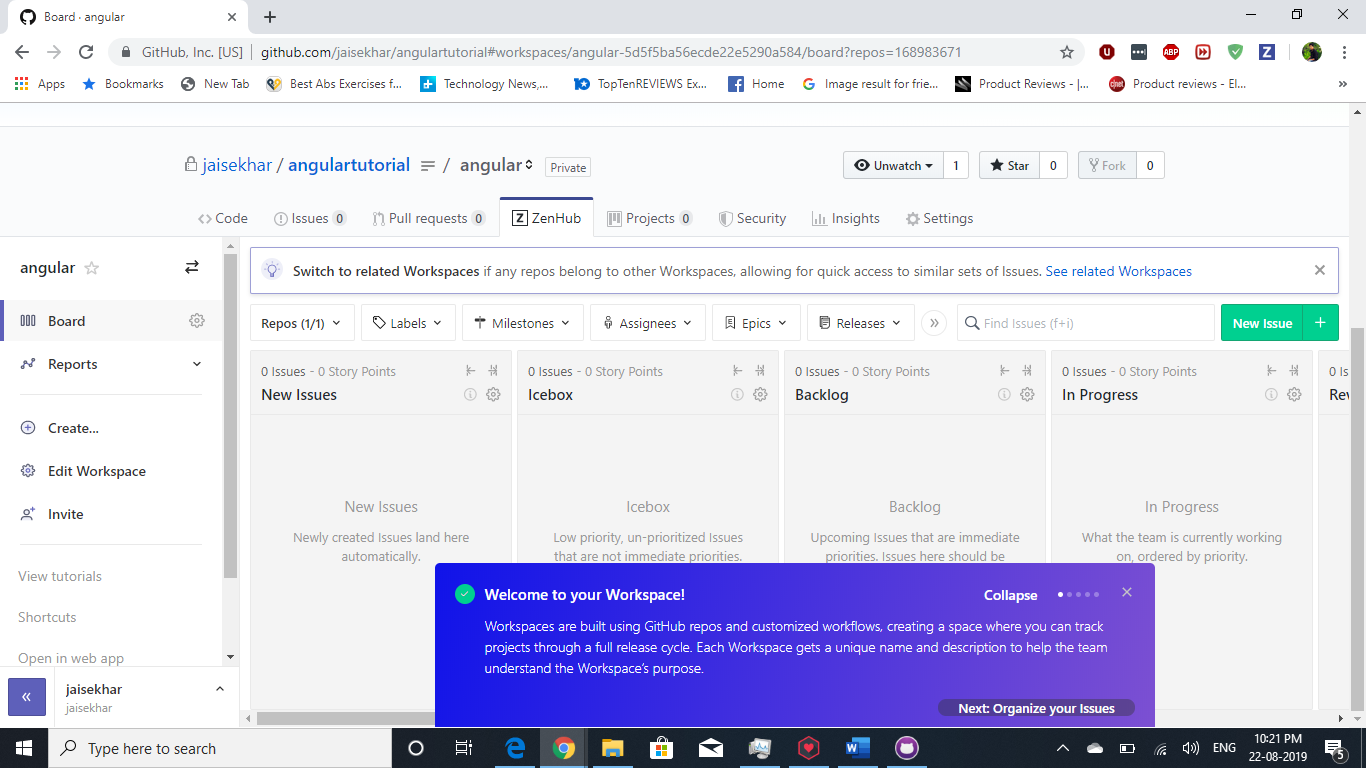 Board · angular
GitHub, Inc. [US] | github.com/jaisekhar/angulartutorial#workspaces/angular-5d5f5ba56ecde22e5290a584/board?repos=168983671
Apps Bookmarks New Tab Best Abs Exercises f... Technology News,... TopTenREVIEWS Ex... Home Image result for frie... Product Reviews - |... Product reviews - El... »
jaisekhar / angulartutorial / angular Private
Unwatch 1 Star 0 Fork 0
Code Issues 0 Pull requests 0 ZenHub Projects 0 Security Insights Settings
angular
Board
Reports
Create...
Edit Workspace
Invite
View tutorials
Shortcuts
Open in web app
jaisekhar
jaisekhar
Switch to related Workspaces if any repos belong to other Workspaces, allowing for quick access to similar sets of Issues. See related Workspaces
Repos (1/1) Labels Milestones Assignees Epics Releases Find Issues (f+i) New Issue +
0 Issues - 0 Story Points
New Issues
New Issues
Newly created Issues land here
automatically.
0 Issues - 0 Story Points
Icebox
Icebox
Low priority, un-prioritized Issues
that are not immediate priorities.
0 Issues - 0 Story Points
Backlog
Backlog
Upcoming Issues that are immediate
priorities. Issues here should be
0 Issues - 0 Story Points
In Progress
In Progress
What the team is currently working
on, ordered by priority.
0 Is
Rev
Welcome to your Workspace! Collapse
Workspaces are built using GitHub repos and customized workflows, creating a space where you can track
projects through a full release cycle. Each Workspace gets a unique name and description to help the team
understand the Workspace's purpose.
Next: Organize your Issues
Type here to search
ENG
10:21 PM
22-08-2019
5